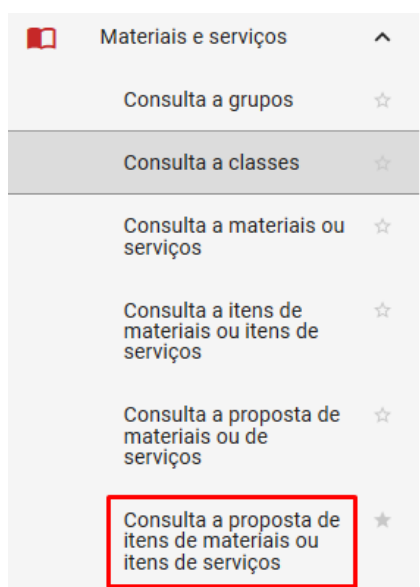 Materiais e serviços
Consulta a grupos
Consulta a classes
Consulta a materiais ou
serviços
Consulta a itens de
materiais ou itens de
serviços
Consulta a proposta de
materiais ou de
serviços
Consulta a proposta de
itens de materiais ou
itens de serviços